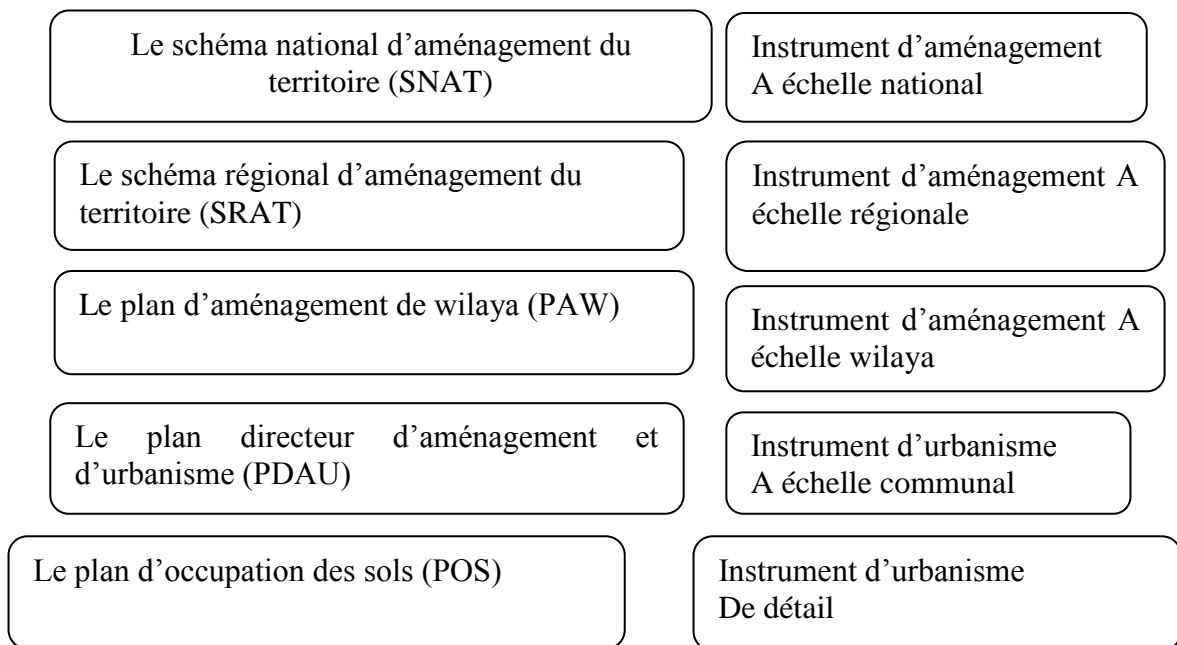 Le schéma national d’aménagement du
territoire (SNAT)
Instrument d’aménagement
A échelle national
Le schéma régional d’aménagement du
territoire (SRAT)
Instrument d’aménagement A
échelle régionale
Le plan d’aménagement de wilaya (PAW)
Instrument d’aménagement A
échelle wilaya
Le plan directeur d’aménagement et
d’urbanisme (PDAU)
Instrument d’urbanisme
A échelle communal
Le plan d’occupation des sols (POS)
Instrument d’urbanisme
De détail